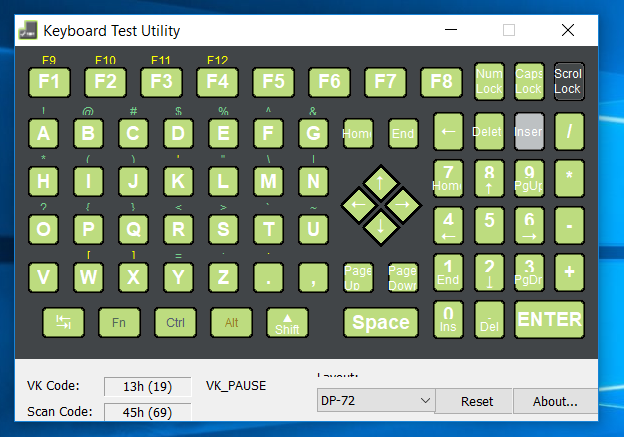 Keyboard Test Utility
F9 F10 F11 F12
F1 F2 F3 F4 F5 F6 F7 F8 Num Lock Caps Lock Scrol Lock
! @ # $ % ^ &
A B C D E F G Home End ← Delet Inser /
* ( ) ' " \ |
H I J K L M N ↑ 7 Home 8 ↑ 9 PgUp *
? { } < > ` ~
O P Q R S T U ← → ↓ 4 ← 5 6 → -
[ ] = . .
V W X Y Z . , Page Up Page Down 1 End 2 ↓ 3 PgDn +
↹ Fn Ctrl Alt ▲ Shift Space 0 Ins . Del ENTER
Layout:
VK Code: 13h (19) VK_PAUSE DP-72 Reset About...
Scan Code: 45h (69)